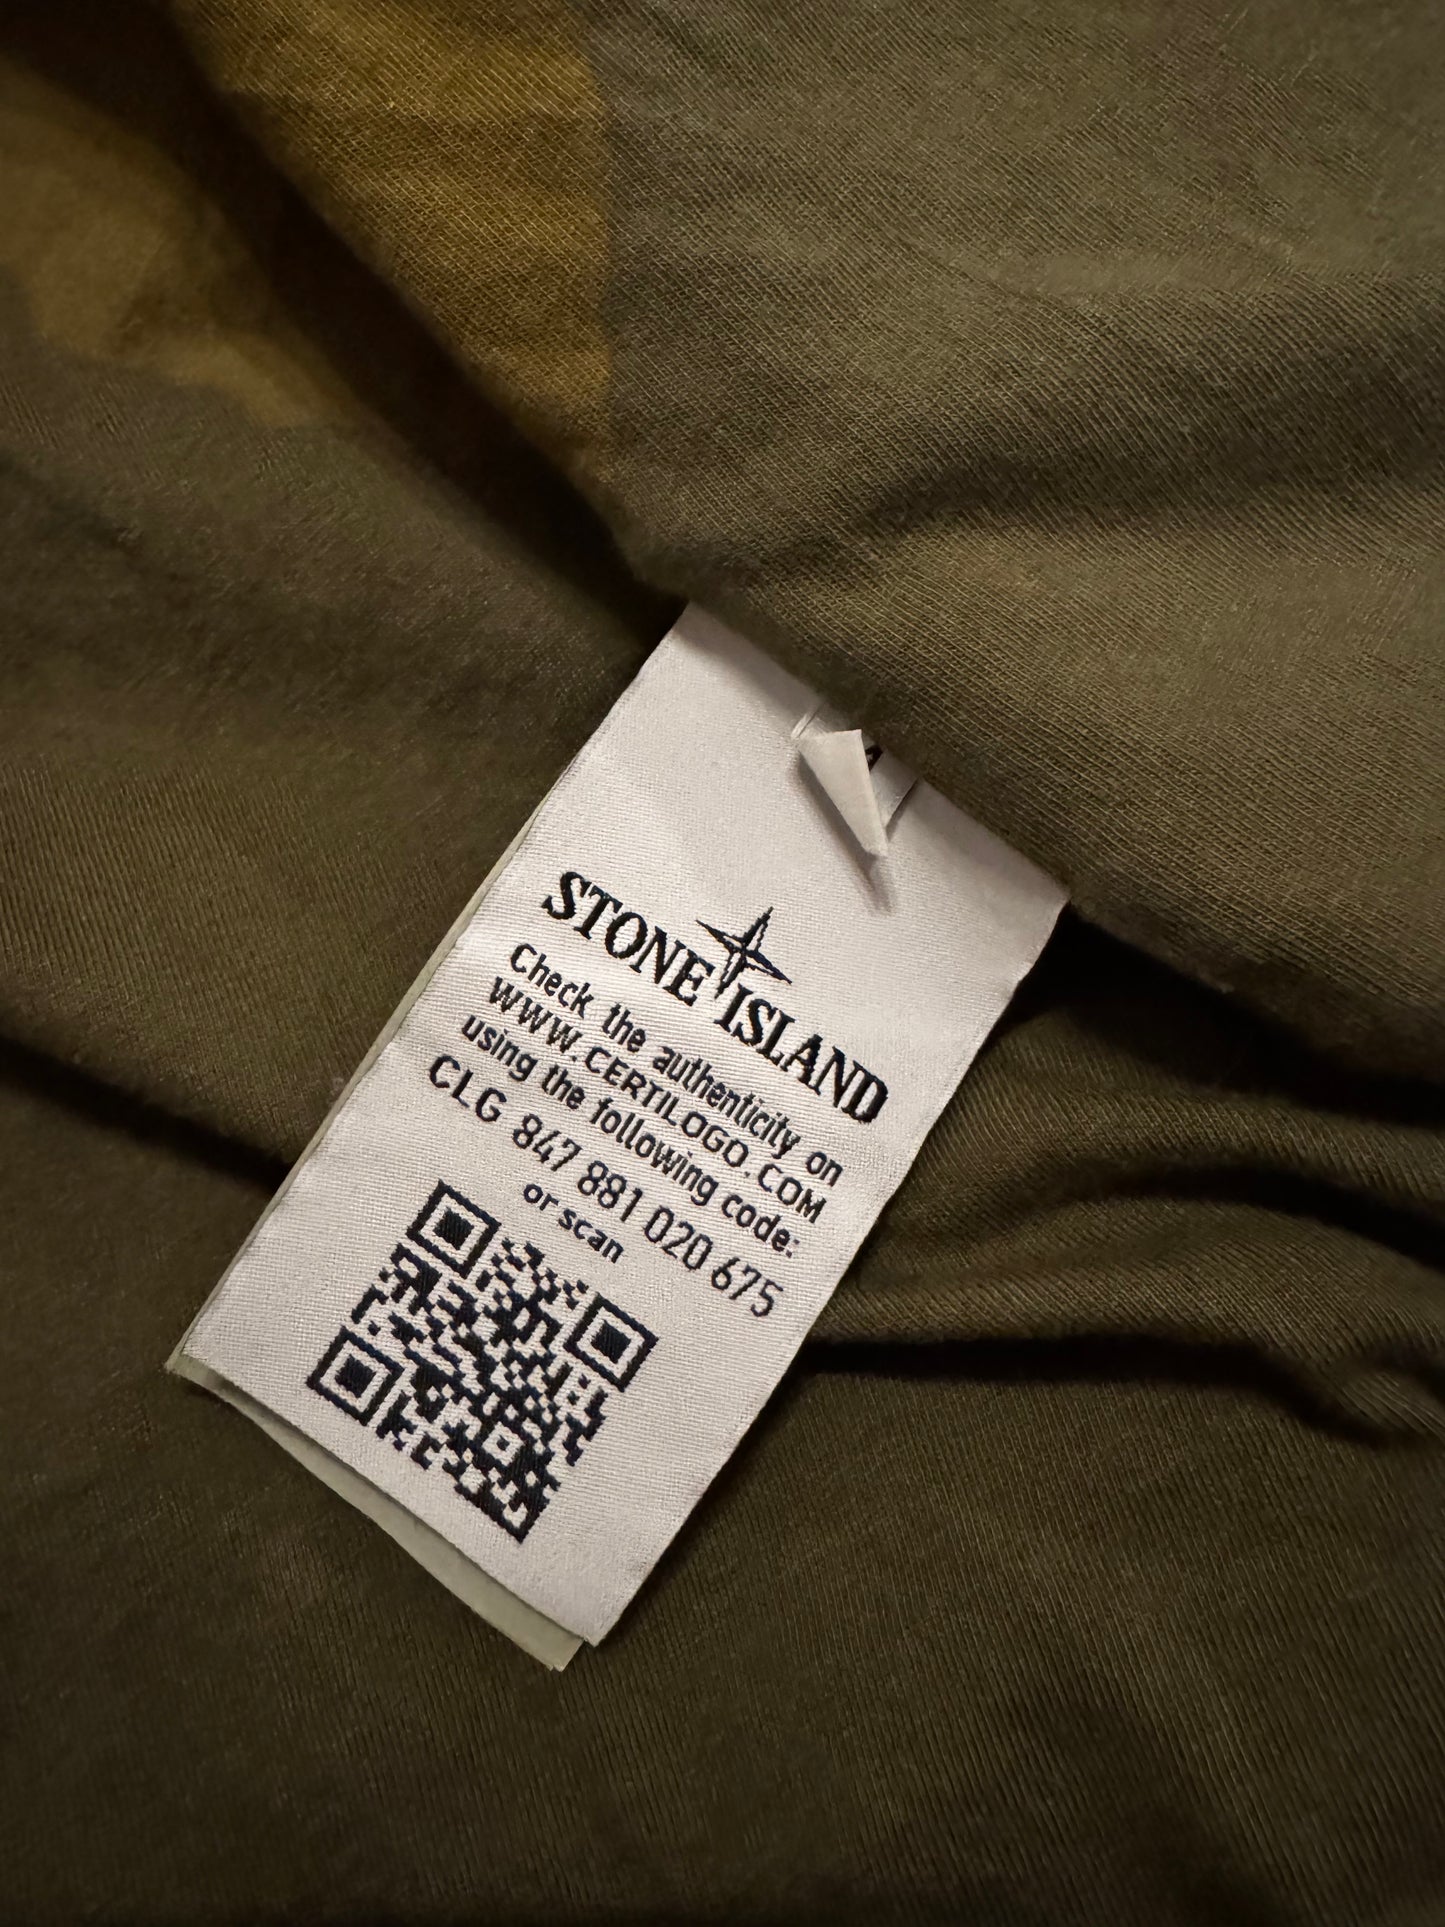 STONE ISLAND
Check the authenticity on
WWW.CERTILOGO.COM
using the following code:
CLG 847 881 020 675
or scan